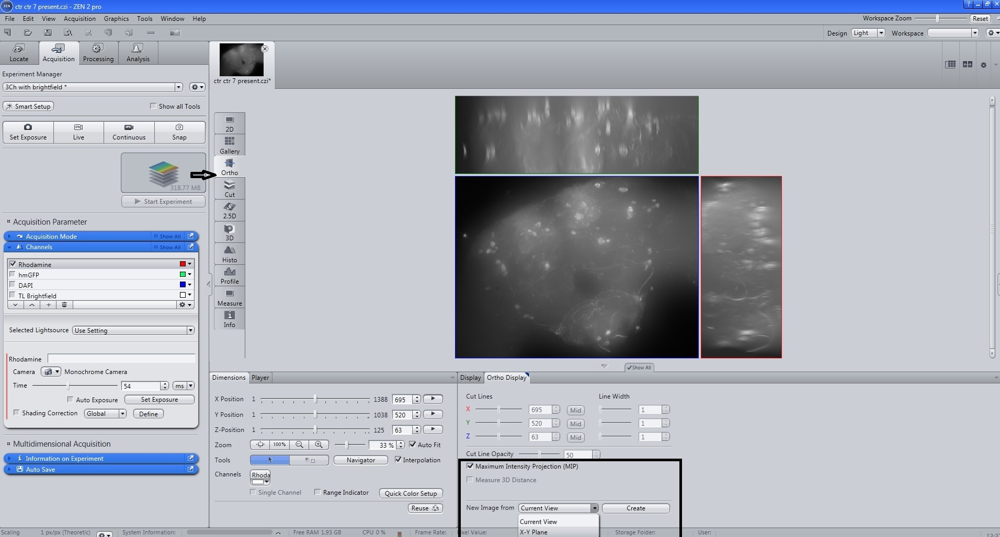 ZEN ctr ctr 7 present.czi - ZEN 2 pro
File Edit View Acquisition Graphics Tools Window Help
Workspace Zoom Reset
Design Light Workspace
Locate Acquisition Processing Analysis
ctr ctr 7 present.czi*
Experiment Manager
3Ch with brightfield *
Smart Setup Show all Tools
Set Exposure Live Continuous Snap
318.77 MB
Start Experiment
Acquisition Parameter
Acquisition Mode Show All
Channels Show All
Rhodamine
hmGFP
DAPI
TL Brightfield
Selected Lightsource Use Setting
Rhodamine
Camera Monochrome Camera
Time 54 ms
Auto Exposure Set Exposure
Shading Correction Global Define
Multidimensional Acquisition
Information on Experiment
Auto Save
2D
Gallery
Ortho
Cut
2.5D
3D
Histo
Profile
Measure
Info
Show All
Dimensions Player
X Position 1 1388 695
Y Position 1 1038 520
Z-Position 1 125 63
Zoom 100% 33 % Auto Fit
Tools Navigator Interpolation
Channels Rhoda
Single Channel Range Indicator Quick Color Setup
Reuse
Display Ortho Display
Cut Lines Line Width
X 695 Mid 1
Y 520 Mid 1
Z 63 Mid 1
Cut Line Opacity 50
Maximum Intensity Projection (MIP)
Measure 3D Distance
New Image from Current View Create
Current View
X-Y Plane
Scaling 1 px/px (Theoretic) System Information: Free RAM 1.93 GB CPU 0 % Frame Rate: Value: Storage Folder: User: